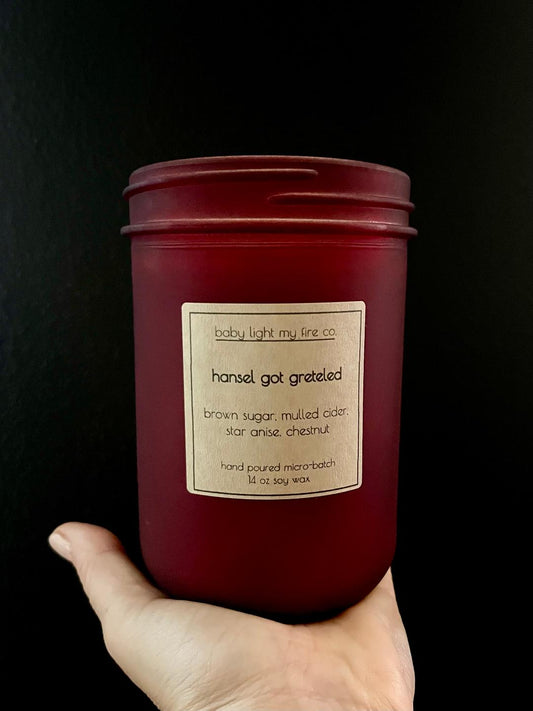 baby light my fire co.
hansel got greteled
brown sugar, mulled cider,
star anise, chestnut
hand poured micro-batch
14 oz soy wax